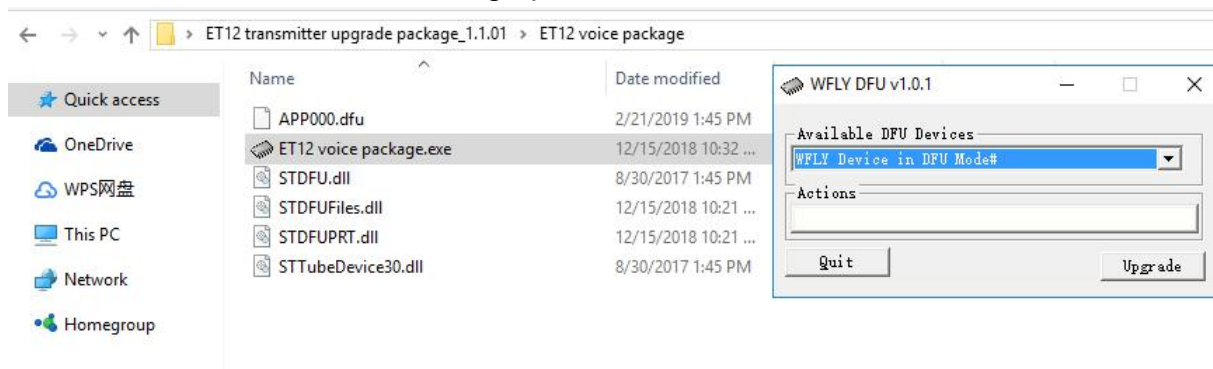 ET12 transmitter upgrade package_1.1.01 > ET12 voice package
Name
Date modified
Quick access
OneDrive
WPS网盘
This PC
Network
Homegroup
APP000.dfu 2/21/2019 1:45 PM
ET12 voice package.exe 12/15/2018 10:32 ...
STDFU.dll 8/30/2017 1:45 PM
STDFUFiles.dll 12/15/2018 10:21 ...
STDFUPRT.dll 12/15/2018 10:21 ...
STTubeDevice30.dll 8/30/2017 1:45 PM
WFLY DFU v1.0.1
Available DFU Devices
WFLY Device in DFU Mode#
Actions
Quit
Upgrade